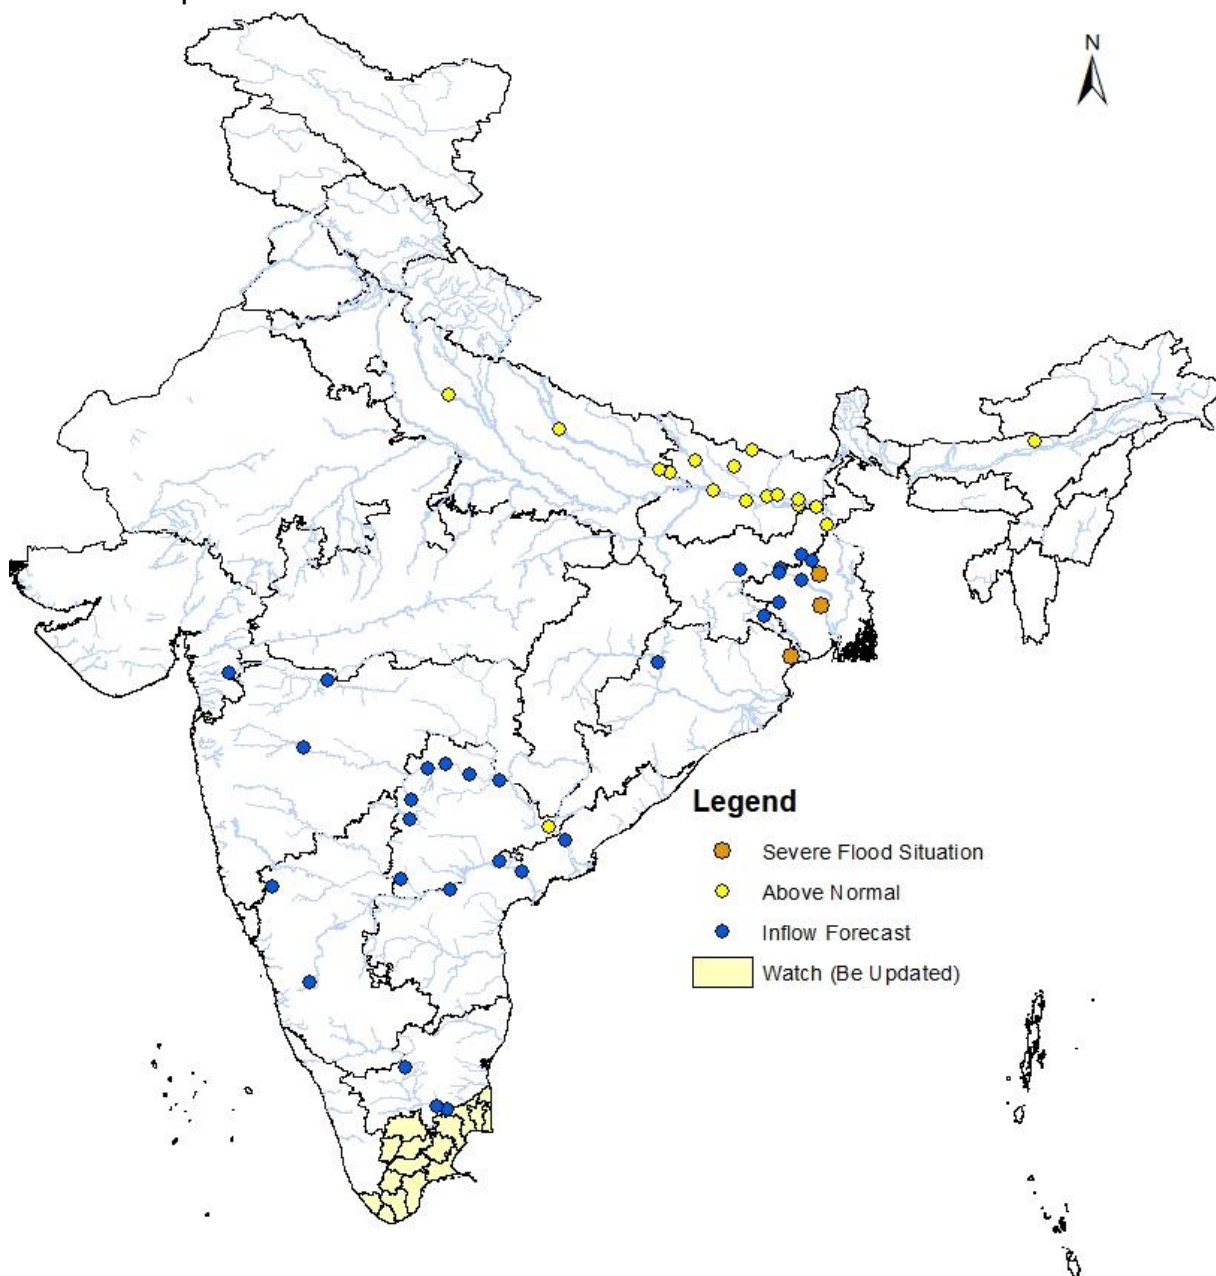 N
Legend
Severe Flood Situation
Above Normal
Inflow Forecast
Watch (Be Updated)